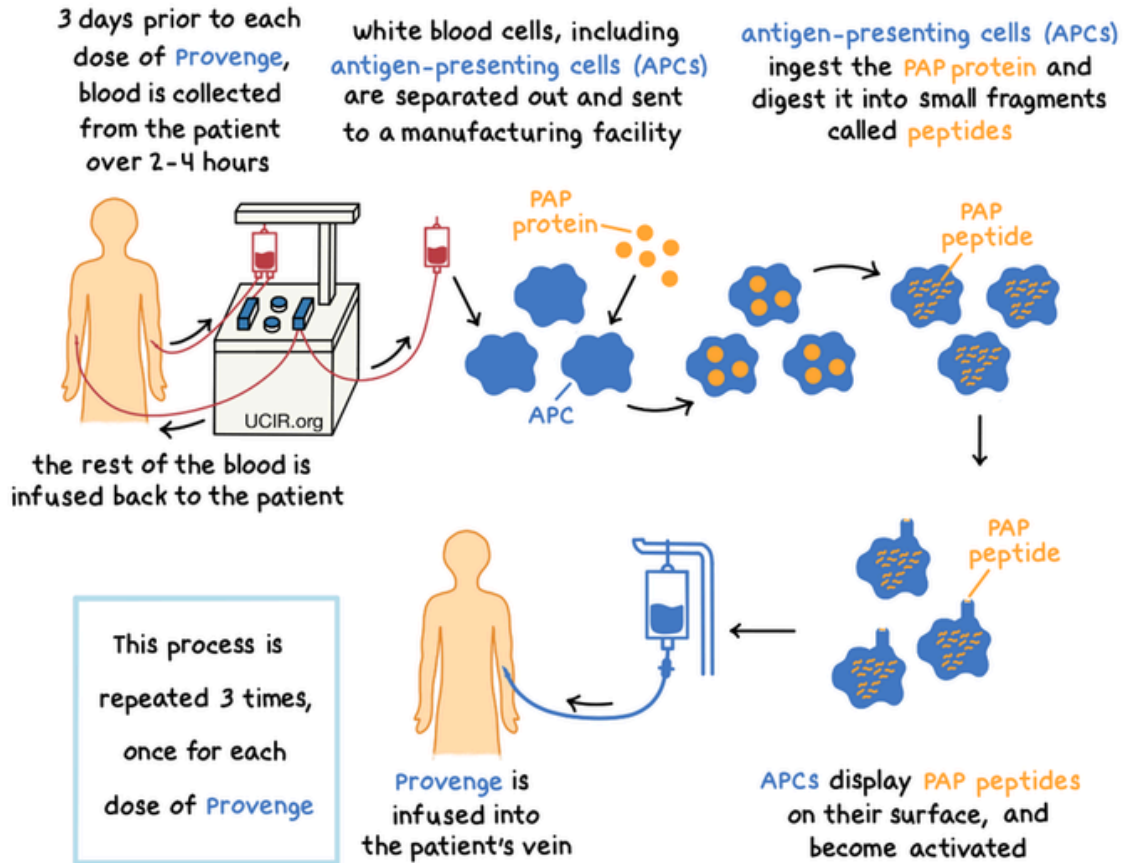 3 days prior to each
dose of Provenge,
blood is collected
from the patient
over 2-4 hours
white blood cells, including
antigen-presenting cells (APCs)
are separated out and sent
to a manufacturing facility
antigen-presenting cells (APCs)
ingest the PAP protein and
digest it into small fragments
called peptides
PAP
protein
PAP
peptide
APC
UCIR.org
the rest of the blood is
infused back to the patient
PAP
peptide
This process is
repeated 3 times,
once for each
dose of Provenge
Provenge is
infused into
the patient's vein
APCs display PAP peptides
on their surface, and
become activated